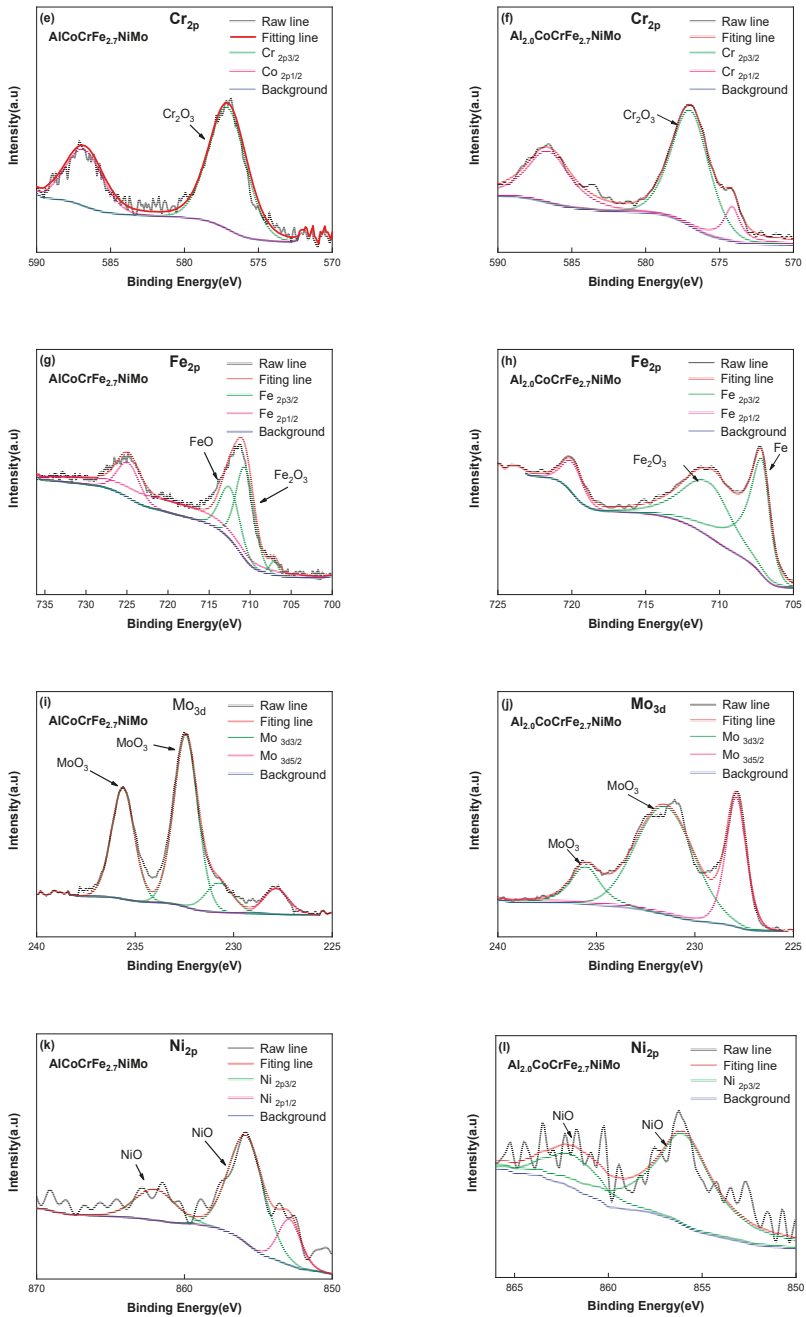 (e)
Cr2p
AlCoCrFe2.7NiMo
Raw line
Fitting line
Cr 2p3/2
Co 2p1/2
Background
Cr2O3
Intensity(a.u)
590 585 580 575 570
Binding Energy(eV)
(f)
Cr2p
Al2.0CoCrFe2.7NiMo
Raw line
Fitting line
Cr 2p3/2
Cr 2p1/2
Background
Cr2O3
Intensity(a.u)
590 585 580 575 570
Binding Energy(eV)
(g)
Fe2p
AlCoCrFe2.7NiMo
Raw line
Fiting line
Fe 2p3/2
Fe 2p1/2
Background
FeO
Fe2O3
Intensity(a.u)
735 730 725 720 715 710 705 700
Binding Energy(eV)
(h)
Fe2p
Al2.0CoCrFe2.7NiMo
Raw line
Fiting line
Fe 2p3/2
Fe 2p1/2
Background
Fe
Fe2O3
Intensity(a.u)
725 720 715 710 705
Binding Energy(eV)
(i)
Mo3d
AlCoCrFe2.7NiMo
Raw line
Fiting line
Mo 3d3/2
Mo 3d5/2
Background
MoO3
MoO3
Intensity(a.u)
240 235 230 225
Binding Energy(eV)
(j)
Mo3d
Al2.0CoCrFe2.7NiMo
Raw line
Fiting line
Mo 3d3/2
Mo 3d5/2
Background
MoO3
MoO3
Intensity(a.u)
240 235 230 225
Binding Energy(eV)
(k)
Ni2p
AlCoCrFe2.7NiMo
Raw line
Fiting line
Ni 2p3/2
Ni 2p1/2
Background
NiO
NiO
Intensity(a.u)
870 860 850
Binding Energy(eV)
(l)
Ni2p
Al2.0CoCrFe2.7NiMo
Raw line
Fiting line
Ni 2p3/2
Background
NiO
NiO
Intensity(a.u)
865 860 855 850
Binding Energy(eV)